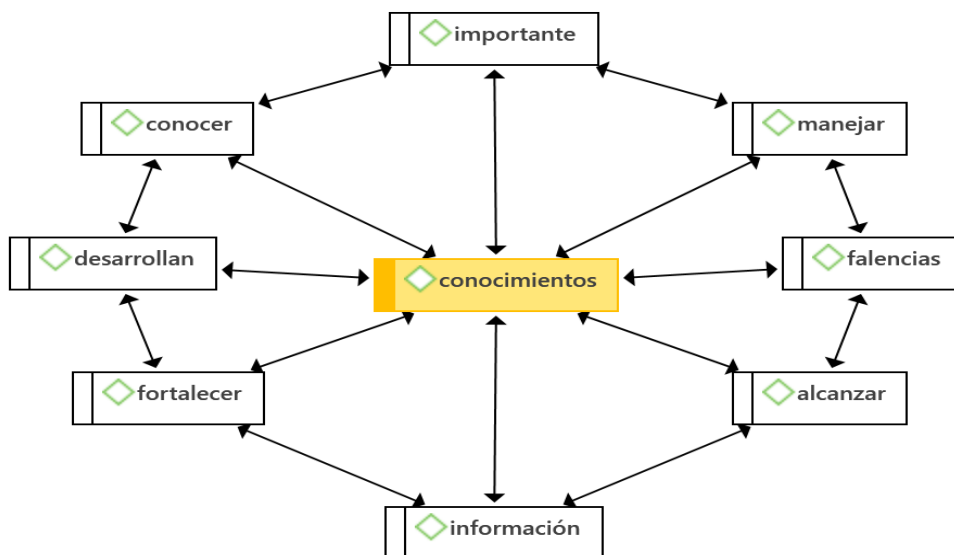 importante
conocer
manejar
desarrollan
conocimientos
falencias
fortalecer
alcanzar
información